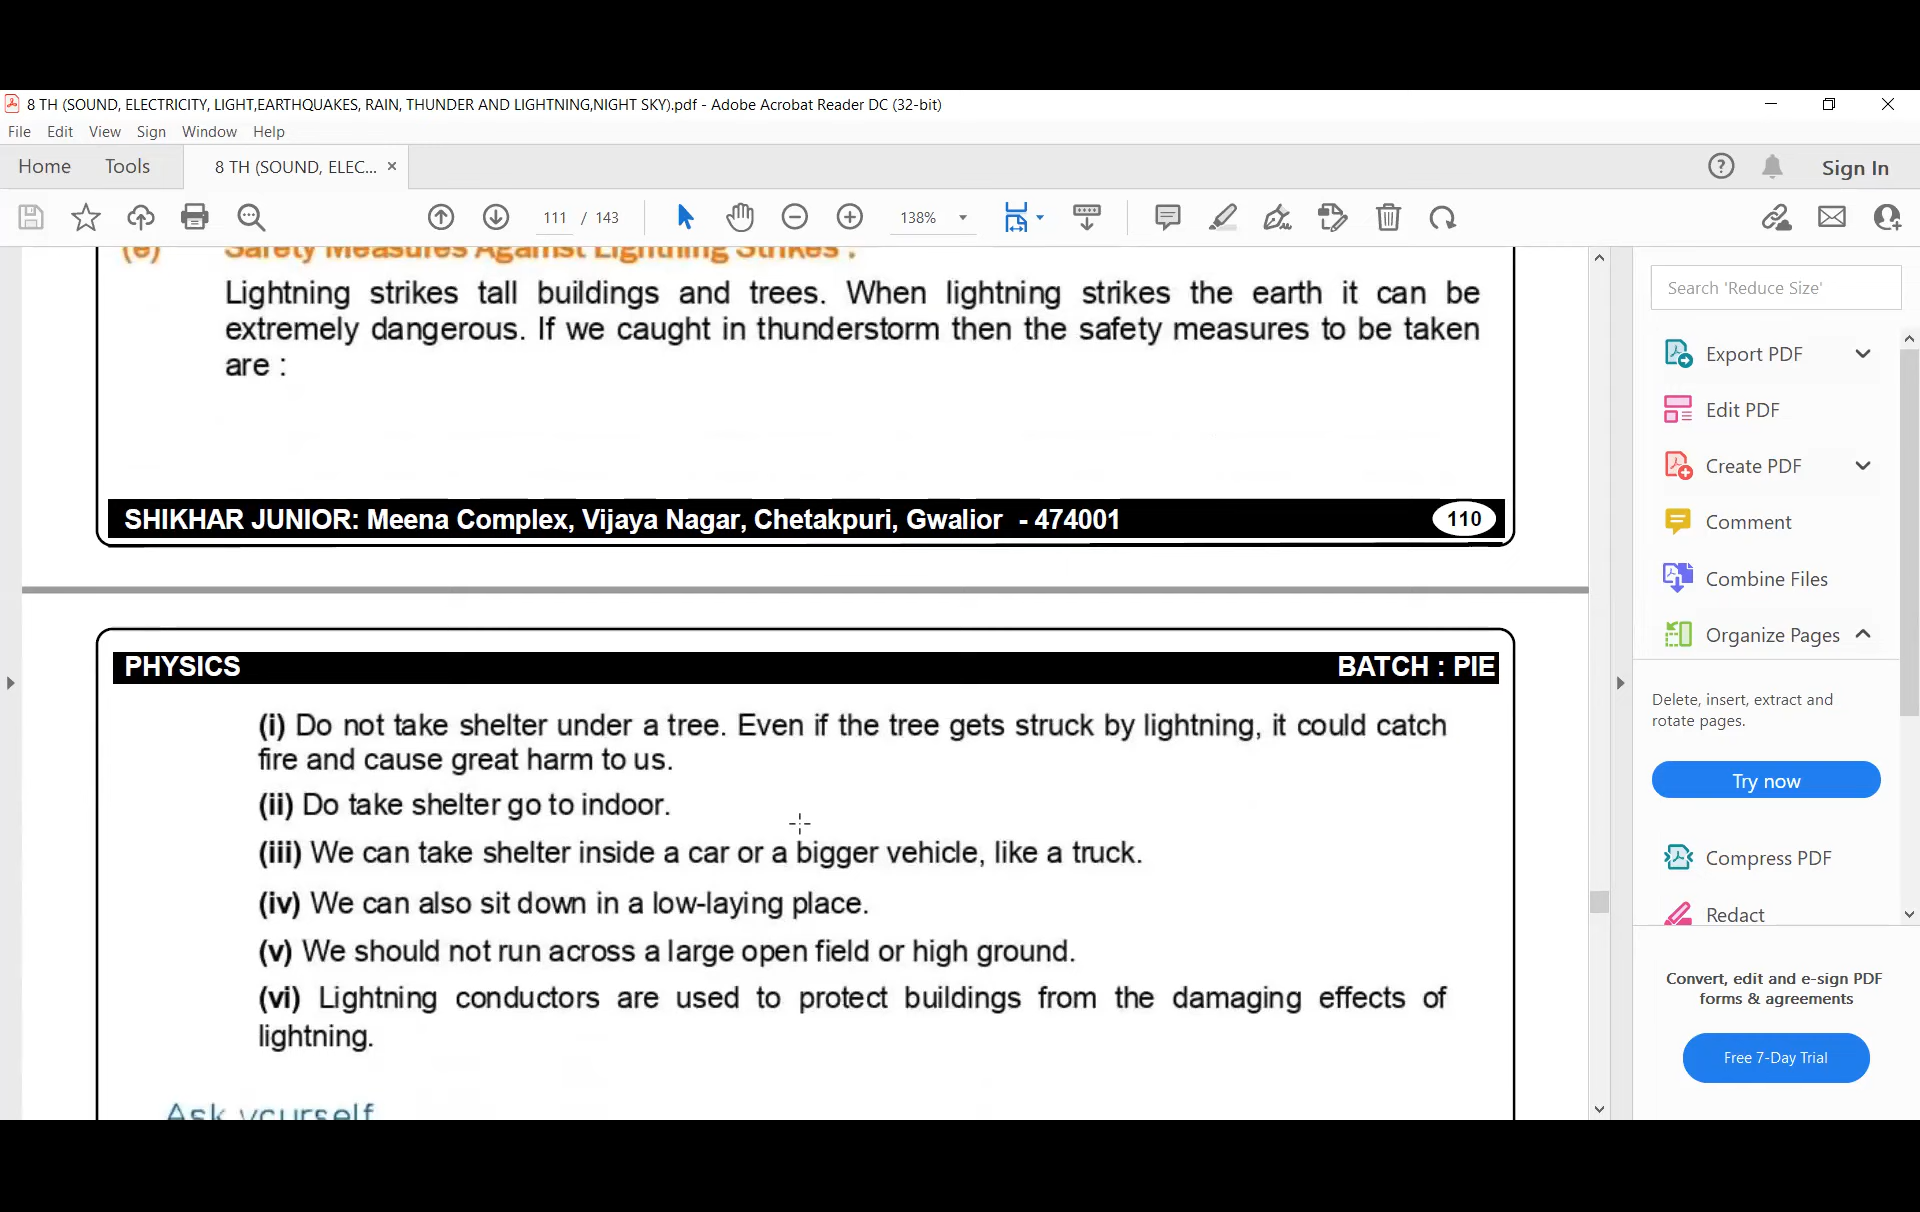 8 TH (SOUND, ELECTRICITY, LIGHT,EARTHQUAKES, RAIN, THUNDER AND LIGHTNING,NIGHT SKY).pdf - Adobe Acrobat Reader DC (32-bit)
File Edit View Sign Window Help
Home Tools 8 TH (SOUND, ELEC... × Sign In
111 / 143 138%
(e) Safety Measures Against Lightning Strikes :
Lightning strikes tall buildings and trees. When lightning strikes the earth it can be
extremely dangerous. If we caught in thunderstorm then the safety measures to be taken
are :
SHIKHAR JUNIOR: Meena Complex, Vijaya Nagar, Chetakpuri, Gwalior - 474001 110
PHYSICS BATCH : PIE
(i) Do not take shelter under a tree. Even if the tree gets struck by lightning, it could catch
fire and cause great harm to us.
(ii) Do take shelter go to indoor.
(iii) We can take shelter inside a car or a bigger vehicle, like a truck.
(iv) We can also sit down in a low-laying place.
(v) We should not run across a large open field or high ground.
(vi) Lightning conductors are used to protect buildings from the damaging effects of
lightning.
Ask yourself
Search 'Reduce Size'
Export PDF
Edit PDF
Create PDF
Comment
Combine Files
Organize Pages
Delete, insert, extract and
rotate pages.
Try now
Compress PDF
Redact
Convert, edit and e-sign PDF
forms & agreements
Free 7-Day Trial